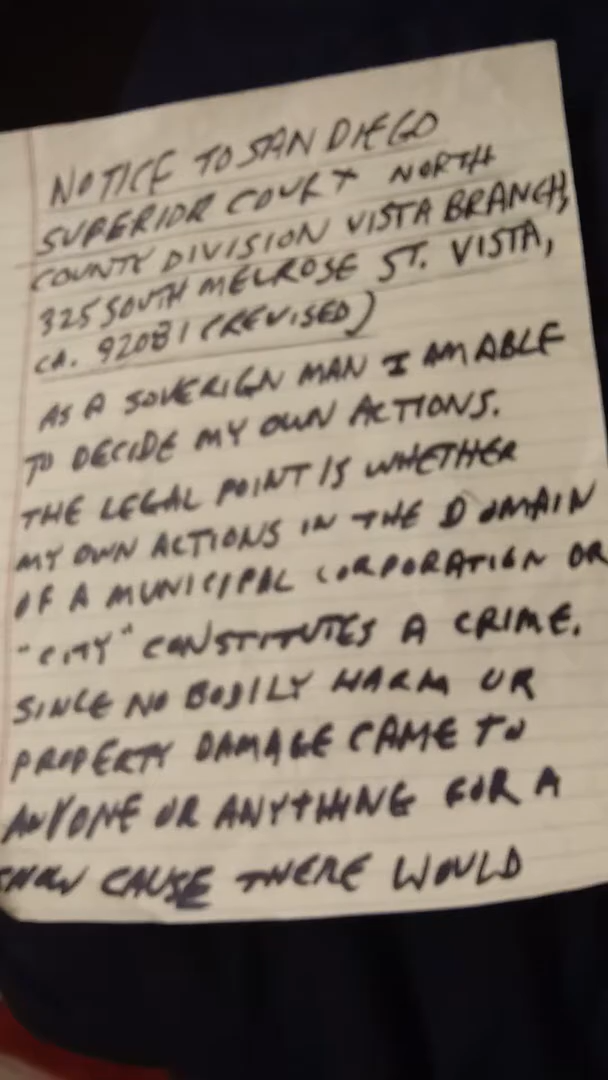 NOTICE TO SAN DIEGO
SUPERIOR COURT NORTH
COUNTY DIVISION VISTA BRANCH,
325 SOUTH MELROSE ST. VISTA,
CA. 92081 (REVISED)
AS A SOVERIGN MAN I AM ABLE
TO DECIDE MY OWN ACTIONS.
THE LEGAL POINT IS WHETHER
MY OWN ACTIONS IN THE DOMAIN
OF A MUNICIPAL CORPORATION OR
"CITY" CONSTITUTES A CRIME.
SINCE NO BODILY HARM OR
PROPERTY DAMAGE CAME TO
ANYONE OR ANYTHING FOR A
SHOW CAUSE THERE WOULD